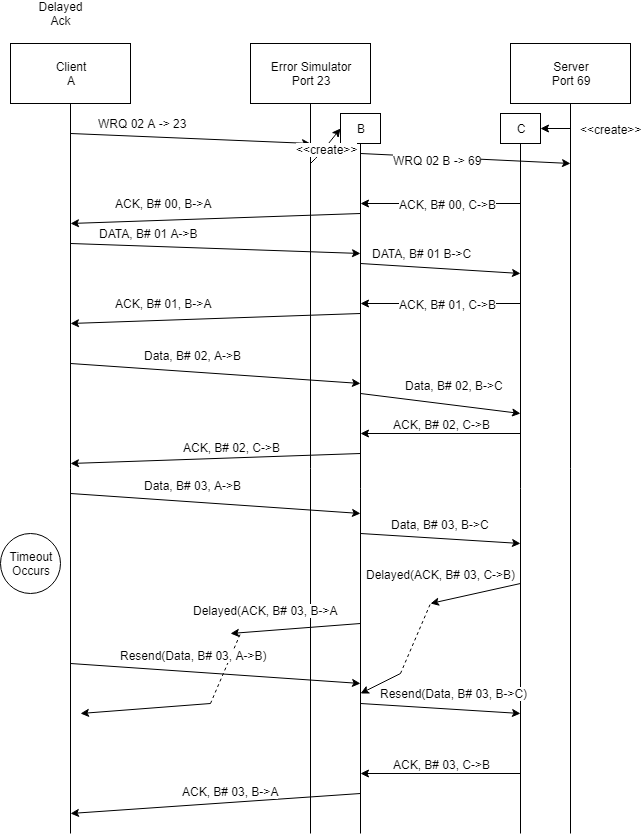 Delayed
Ack
Client
A
Error Simulator
Port 23
Server
Port 69
B
C
<<create>>
WRQ 02 A -> 23
<<create>>
WRQ 02 B -> 69
ACK, B# 00, B->A
ACK, B# 00, C->B
DATA, B# 01 A->B
DATA, B# 01 B->C
ACK, B# 01, B->A
ACK, B# 01, C->B
Data, B# 02, A->B
Data, B# 02, B->C
ACK, B# 02, C->B
ACK, B# 02, C->B
Data, B# 03, A->B
Data, B# 03, B->C
Timeout
Occurs
Delayed(ACK, B# 03, C->B)
Delayed(ACK, B# 03, B->A
Resend(Data, B# 03, A->B)
Resend(Data, B# 03, B->C)
ACK, B# 03, C->B
ACK, B# 03, B->A